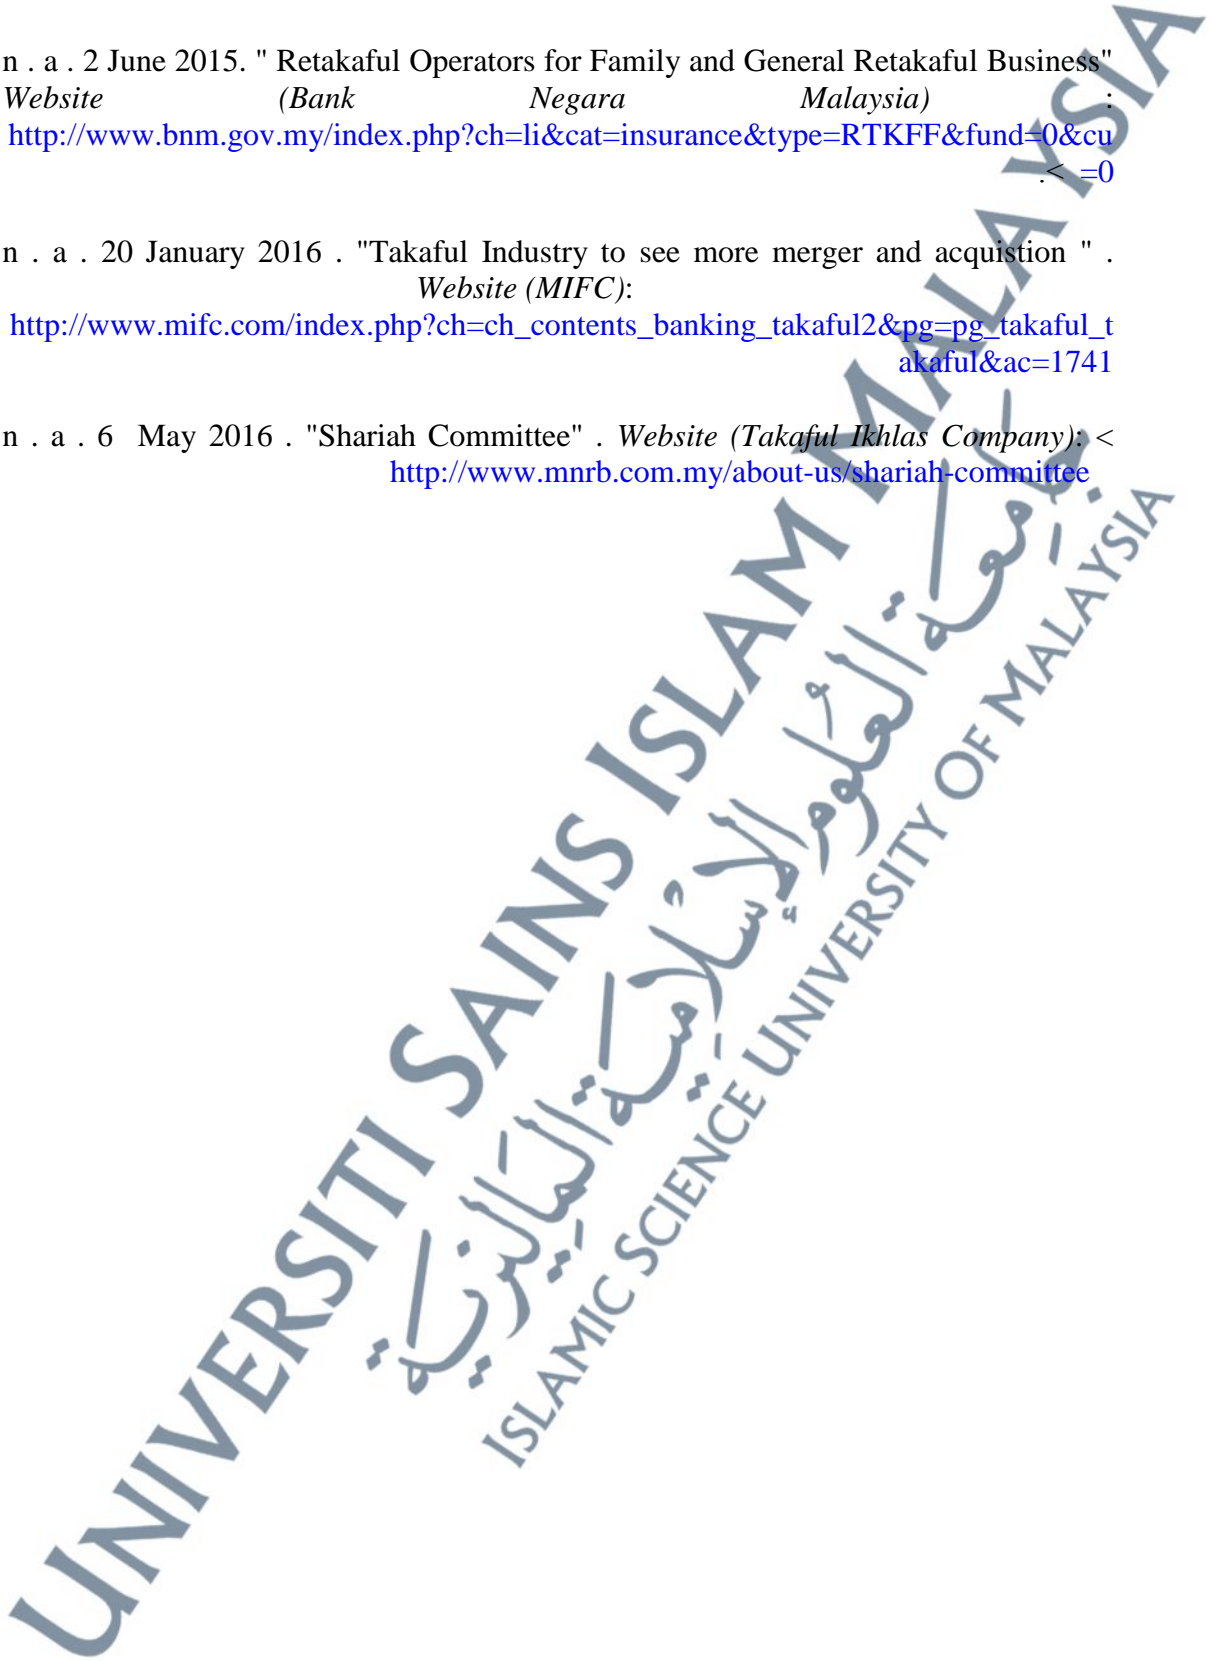 n . a . 2 June 2015. " Retakaful Operators for Family and General Retakaful Business"
Website (Bank Negara Malaysia) :
http://www.bnm.gov.my/index.php?ch=li&cat=insurance&type=RTKFF&fund=0&cu
.< =0
n . a . 20 January 2016 . "Takaful Industry to see more merger and acquistion " .
Website (MIFC):
http://www.mifc.com/index.php?ch=ch_contents_banking_takaful2&pg=pg_takaful_t
akaful&ac=1741
n . a . 6 May 2016 . "Shariah Committee" . Website (Takaful Ikhlas Company): <
http://www.mnrb.com.my/about-us/shariah-committee
UNIVERSITI SAINS ISLAM MALAYSIA
جامعة العلوم الإسلامية الماليزية
ISLAMIC SCIENCE UNIVERSITY OF MALAYSIA